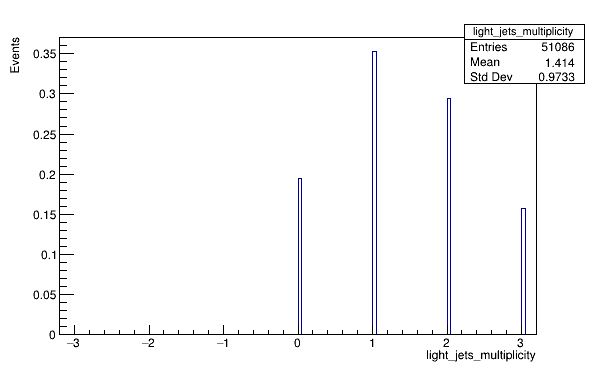 light_jets_multiplicity
Entries 51086
Mean 1.414
Std Dev 0.9733
Events
0.35
0.3
0.25
0.2
0.15
0.1
0.05
0
−3 −2 −1 0 1 2 3
light_jets_multiplicity